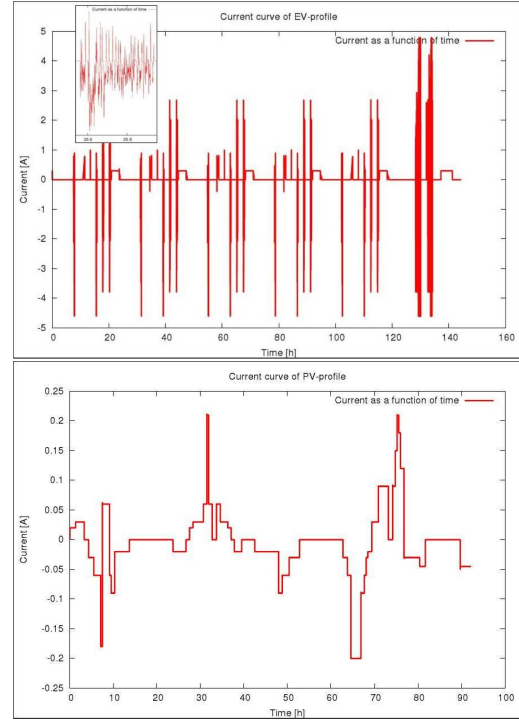 Current curve of EV-profile
Current as a function of time
Current as a function of time
5
4
3
2
1
0
-1
-2
-3
-4
-5
Current [A]
0 20 40 60 80 100 120 140 160
Time [h]
Current curve of PV-profile
Current as a function of time
0.25
0.2
0.15
0.1
0.05
0
-0.05
-0.1
-0.15
-0.2
-0.25
Current [A]
0 10 20 30 40 50 60 70 80 90 100
Time [h]